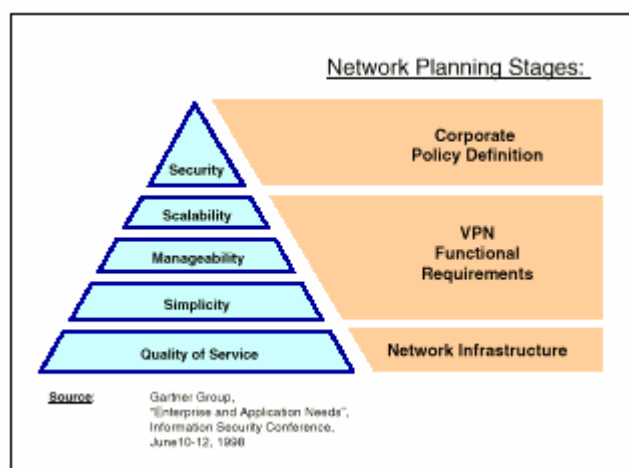 Network Planning Stages:
Security
Corporate
Policy Definition
Scalability
Manageability
Simplicity
VPN
Functional
Requirements
Quality of Service
Network Infrastructure
Source:
Gartner Group,
"Enterprise and Application Needs",
Information Security Conference,
June10-12, 1998